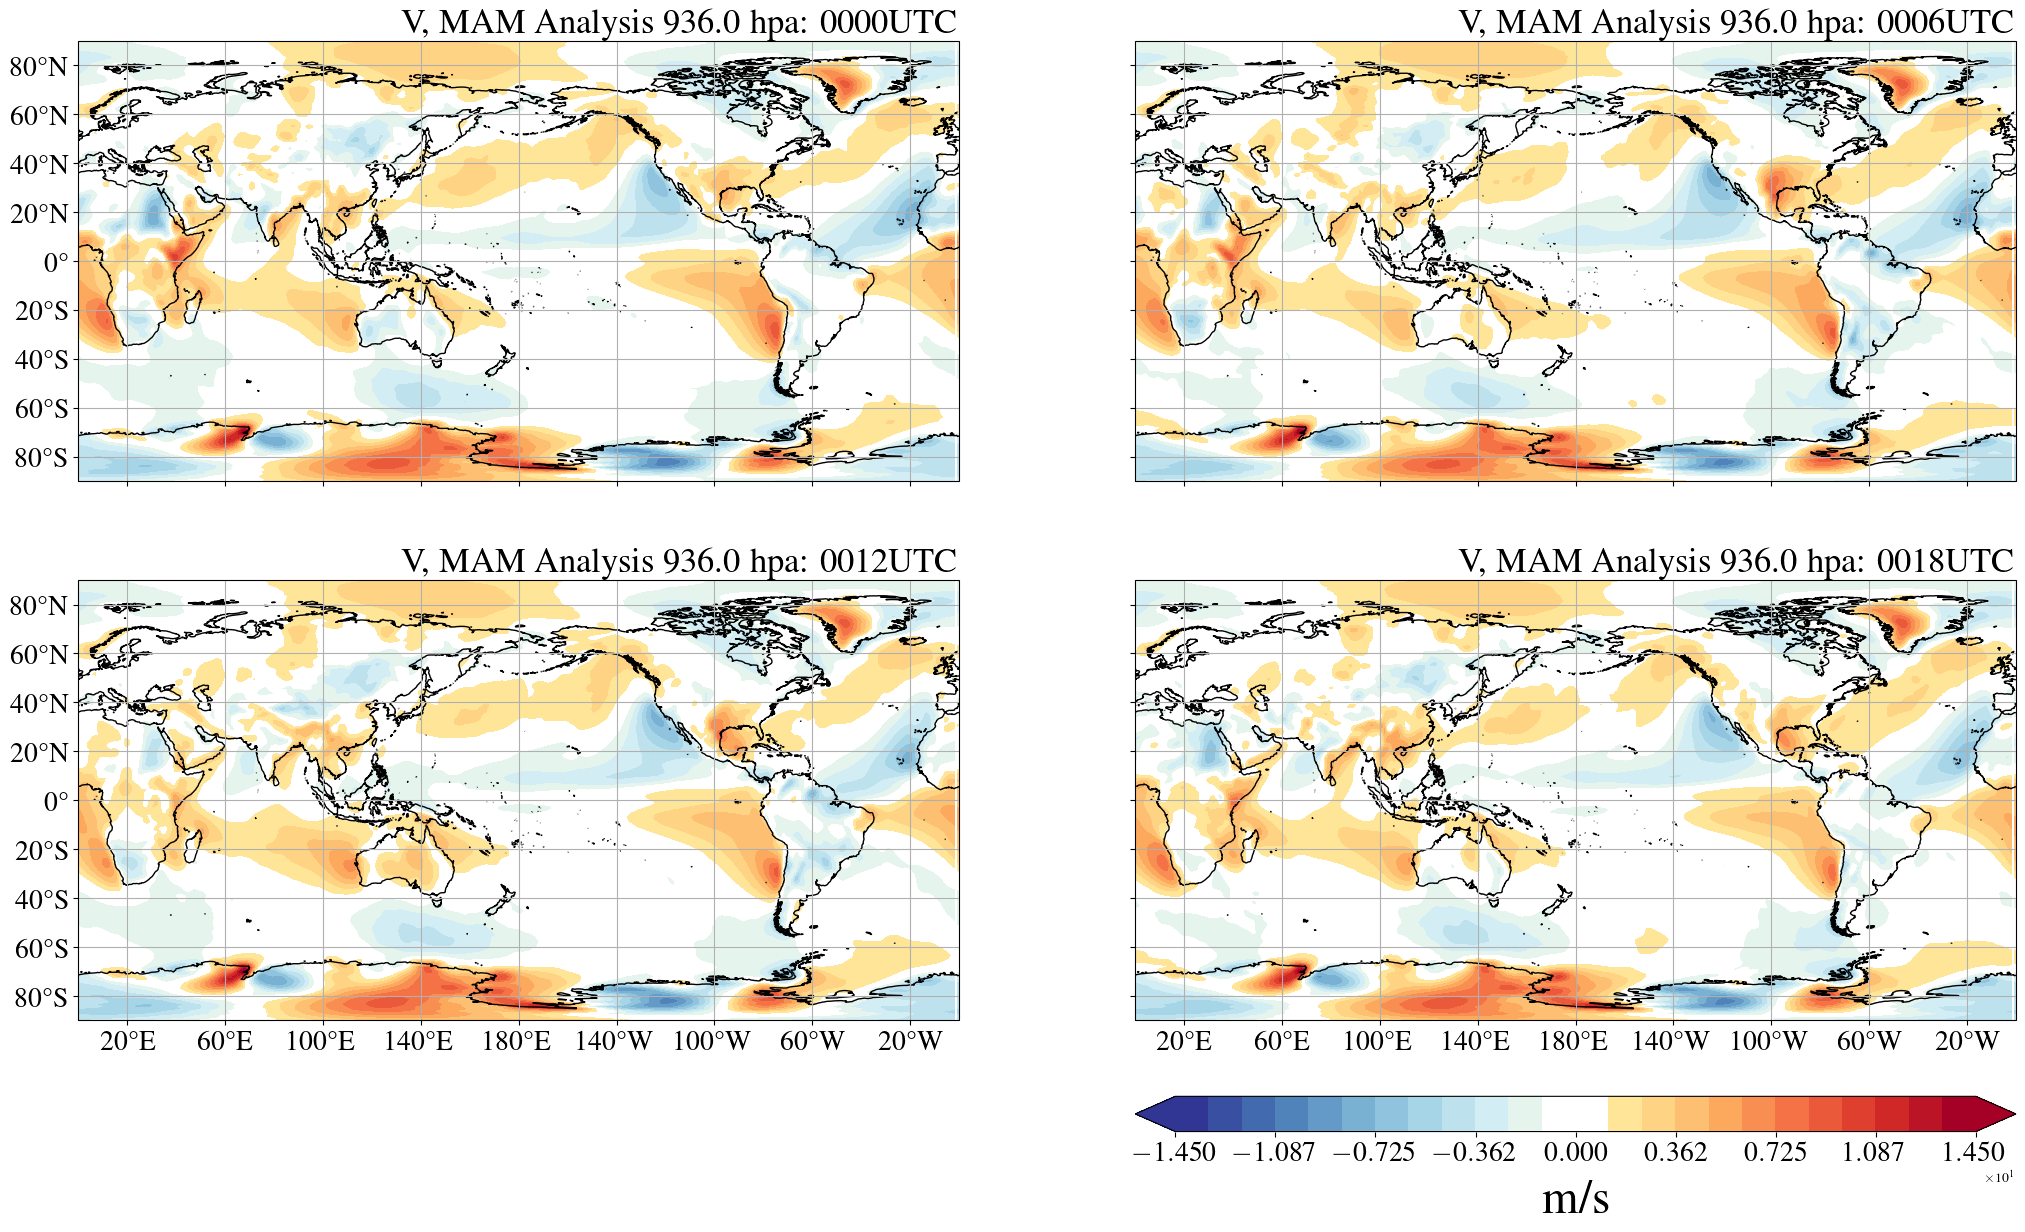 V, MAM Analysis 936.0 hpa: 0000UTC
V, MAM Analysis 936.0 hpa: 0006UTC
80°N
60°N
40°N
20°N
0°
20°S
40°S
60°S
80°S
V, MAM Analysis 936.0 hpa: 0012UTC
V, MAM Analysis 936.0 hpa: 0018UTC
80°N
60°N
40°N
20°N
0°
20°S
40°S
60°S
80°S
20°E 60°E 100°E 140°E 180°E 140°W 100°W 60°W 20°W
20°E 60°E 100°E 140°E 180°E 140°W 100°W 60°W 20°W
−1.450 −1.087 −0.725 −0.362 0.000 0.362 0.725 1.087 1.450
×10¹
m/s